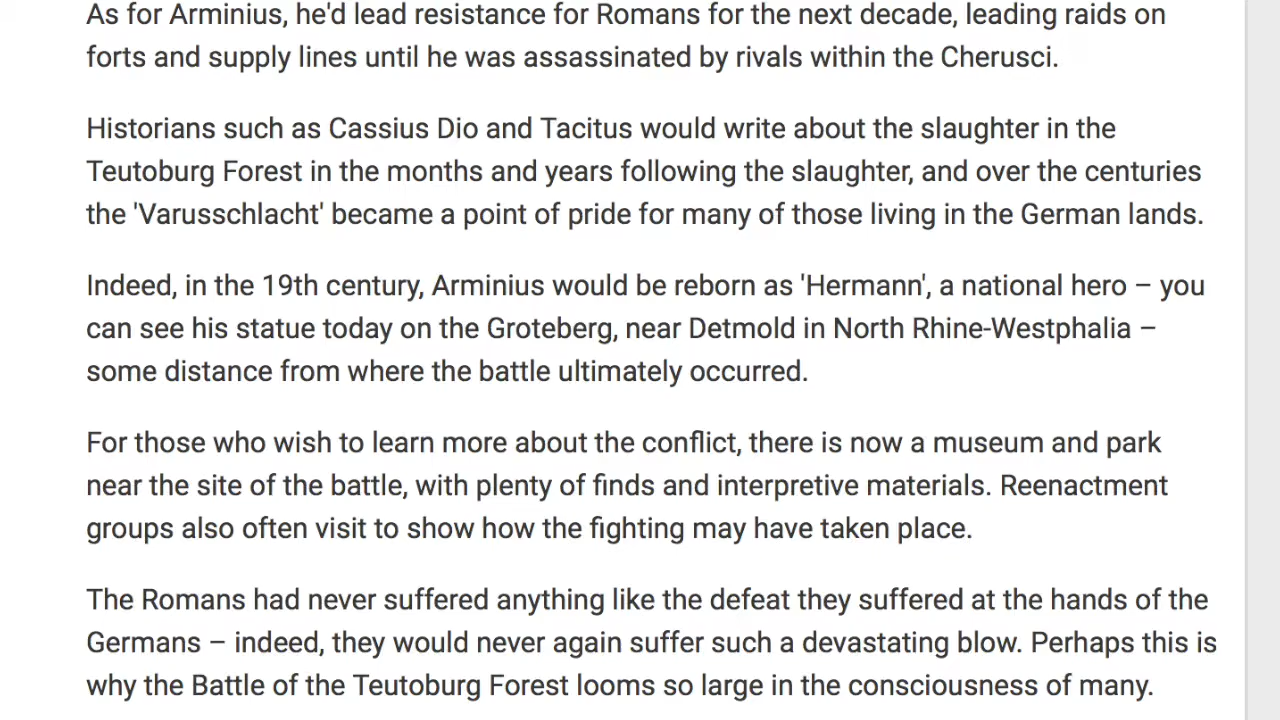 As for Arminius, he'd lead resistance for Romans for the next decade, leading raids on
forts and supply lines until he was assassinated by rivals within the Cherusci.
Historians such as Cassius Dio and Tacitus would write about the slaughter in the
Teutoburg Forest in the months and years following the slaughter, and over the centuries
the 'Varusschlacht' became a point of pride for many of those living in the German lands.
Indeed, in the 19th century, Arminius would be reborn as 'Hermann', a national hero – you
can see his statue today on the Groteberg, near Detmold in North Rhine-Westphalia –
some distance from where the battle ultimately occurred.
For those who wish to learn more about the conflict, there is now a museum and park
near the site of the battle, with plenty of finds and interpretive materials. Reenactment
groups also often visit to show how the fighting may have taken place.
The Romans had never suffered anything like the defeat they suffered at the hands of the
Germans – indeed, they would never again suffer such a devastating blow. Perhaps this is
why the Battle of the Teutoburg Forest looms so large in the consciousness of many.